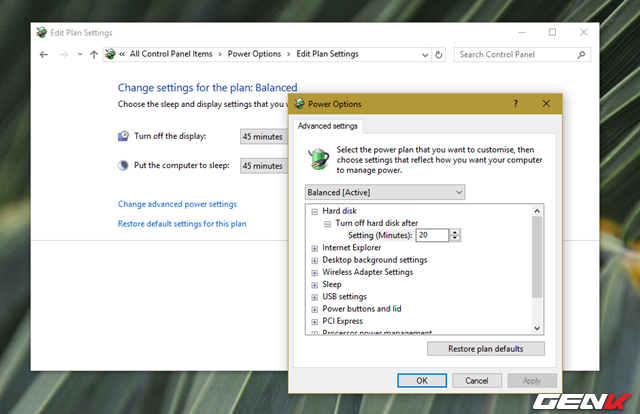 Edit Plan Settings
All Control Panel Items > Power Options > Edit Plan Settings
Search Control Panel
Change settings for the plan: Balanced
Choose the sleep and display settings that you w
Turn off the display: 45 minutes
Put the computer to sleep: 45 minutes
Change advanced power settings
Restore default settings for this plan
Power Options
Advanced settings
Select the power plan that you want to customise, then
choose settings that reflect how you want your computer
to manage power.
Balanced [Active]
Hard disk
Turn off hard disk after
Setting (Minutes): 20
Internet Explorer
Desktop background settings
Wireless Adapter Settings
Sleep
USB settings
Power buttons and lid
PCI Express
Processor power management
Restore plan defaults
OK Cancel Apply
GENK